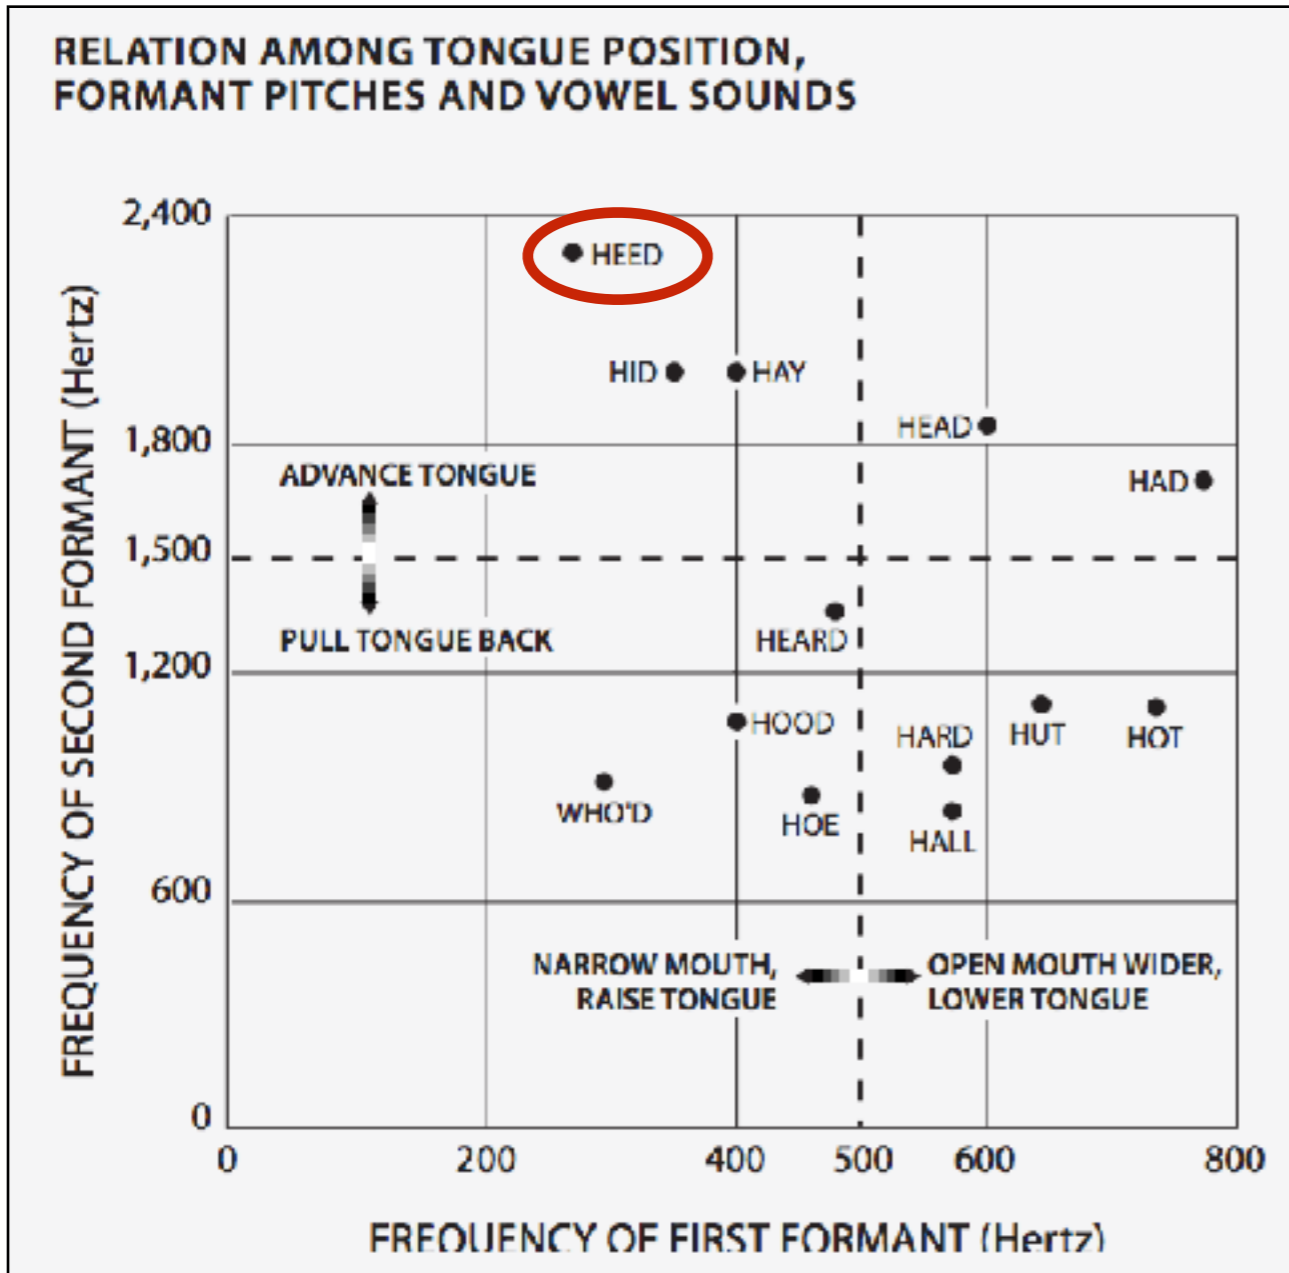 RELATION AMONG TONGUE POSITION,
FORMANT PITCHES AND VOWEL SOUNDS
FREQUENCY OF SECOND FORMANT (Hertz)
2,400
HEED
HID
HAY
HEAD
1,800
ADVANCE TONGUE
HAD
1,500
HEARD
PULL TONGUE BACK
1,200
HOOD
HARD
HUT
HOT
WHO'D
HOE
HALL
600
NARROW MOUTH,
RAISE TONGUE
OPEN MOUTH WIDER,
LOWER TONGUE
0
0
200
400
500
600
800
FREQUENCY OF FIRST FORMANT (Hertz)